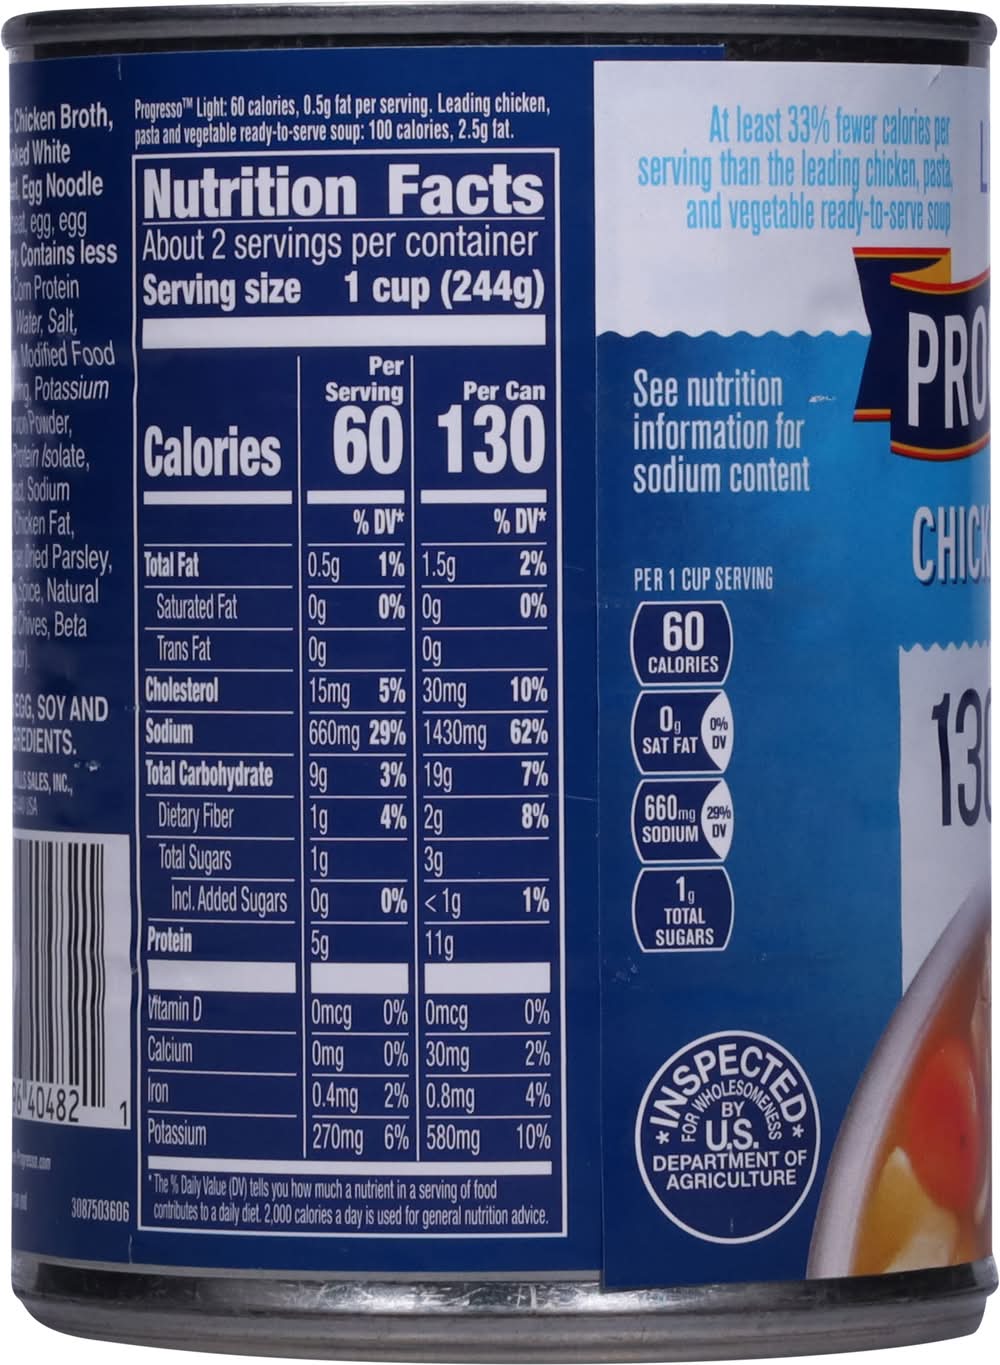 Chicken Broth,
White
Egg Noodle
egg, egg
Contains less
Corn Protein
Water, Salt,
Modified Food
Potassium
Powder,
Protein Isolate,
Sodium
Chicken Fat,
Dried Parsley,
Spice, Natural
Chives, Beta
EGG, SOY AND
SALES, INC.,
USA
40482 1
3087503606
Progresso™ Light: 60 calories, 0.5g fat per serving. Leading chicken,
pasta and vegetable ready-to-serve soup: 100 calories, 2.5g fat.
Nutrition Facts
About 2 servings per container
Serving size 1 cup (244g)
Per Serving Per Can
Calories 60 130
% DV* % DV*
Total Fat 0.5g 1% 1.5g 2%
Saturated Fat 0g 0% 0g 0%
Trans Fat 0g 0g
Cholesterol 15mg 5% 30mg 10%
Sodium 660mg 29% 1430mg 62%
Total Carbohydrate 9g 3% 19g 7%
Dietary Fiber 1g 4% 2g 8%
Total Sugars 1g 3g
Incl. Added Sugars 0g 0% <1g 1%
Protein 5g 11g
Vitamin D 0mcg 0% 0mcg 0%
Calcium 0mg 0% 30mg 2%
Iron 0.4mg 2% 0.8mg 4%
Potassium 270mg 6% 580mg 10%
*The % Daily Value (DV) tells you how much a nutrient in a serving of food
contributes to a daily diet. 2,000 calories a day is used for general nutrition advice.
At least 33% fewer calories per
serving than the leading chicken, pasta,
and vegetable ready-to-serve soup
L
PRO
See nutrition
information for
sodium content
CHICK
PER 1 CUP SERVING
60
CALORIES
0g 0%
SAT FAT DV
660mg 29%
SODIUM DV
1g
TOTAL
SUGARS
130
INSPECTED
FOR WHOLESOMENESS
BY
U.S.
DEPARTMENT OF
AGRICULTURE